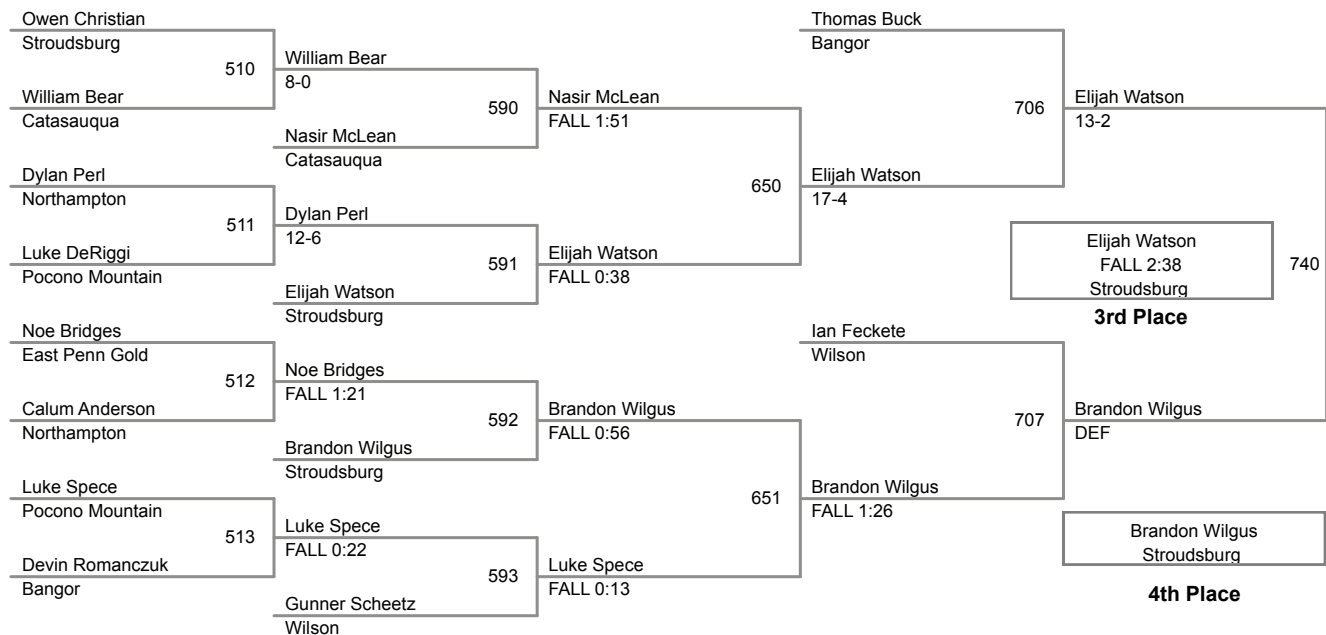 Owen Christian
Stroudsburg
510
William Bear
Catasauqua
William Bear
8-0
Nasir McLean
Catasauqua
590
Nasir McLean
FALL 1:51
Dylan Perl
Northampton
511
Luke DeRiggi
Pocono Mountain
Dylan Perl
12-6
Elijah Watson
Stroudsburg
591
Elijah Watson
FALL 0:38
650
Elijah Watson
17-4
Thomas Buck
Bangor
706
Elijah Watson
13-2
Noe Bridges
East Penn Gold
512
Calum Anderson
Northampton
Noe Bridges
FALL 1:21
Brandon Wilgus
Stroudsburg
592
Brandon Wilgus
FALL 0:56
Luke Spece
Pocono Mountain
513
Devin Romanczuk
Bangor
Luke Spece
FALL 0:22
Gunner Scheetz
Wilson
593
Luke Spece
FALL 0:13
651
Brandon Wilgus
FALL 1:26
Ian Feckete
Wilson
707
Brandon Wilgus
DEF
740
Elijah Watson
FALL 2:38
Stroudsburg
3rd Place
Brandon Wilgus
Stroudsburg
4th Place